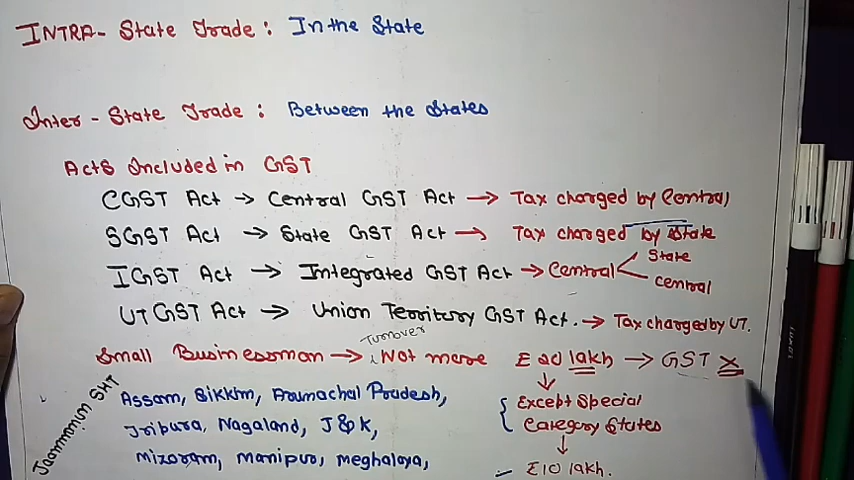 INTRA-State Trade: In the State
Inter-State Trade: Between the States
Acts Included in GST
CGST Act → Central GST Act → Tax charged by Central
SGST Act → State GST Act → Tax charged by State
IGST Act → Integrated GST Act → Central < State
Central
UTGST Act → Union Territory GST Act. → Tax charged by UT.
Turnover
Small Businessman → Not more ₹ 20 lakh → GST X
Assam, Sikkim, Arunachal Pradesh,
Except Special
Tripura, Nagaland, J&K,
Category States
Mizoram, Manipur, Meghalaya,
₹ 10 lakh.